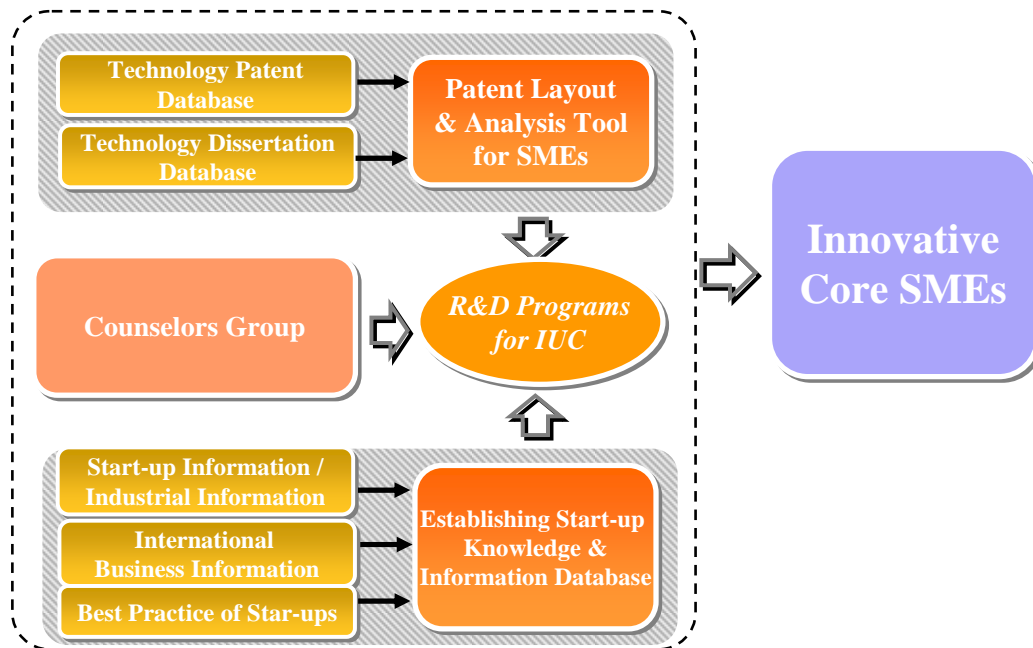 Technology Patent
Database
Technology Dissertation
Database
Patent Layout
& Analysis Tool
for SMEs
Counselors Group
R&D Programs
for IUC
Innovative
Core SMEs
Start-up Information /
Industrial Information
International
Business Information
Best Practice of Star-ups
Establishing Start-up
Knowledge &
Information Database